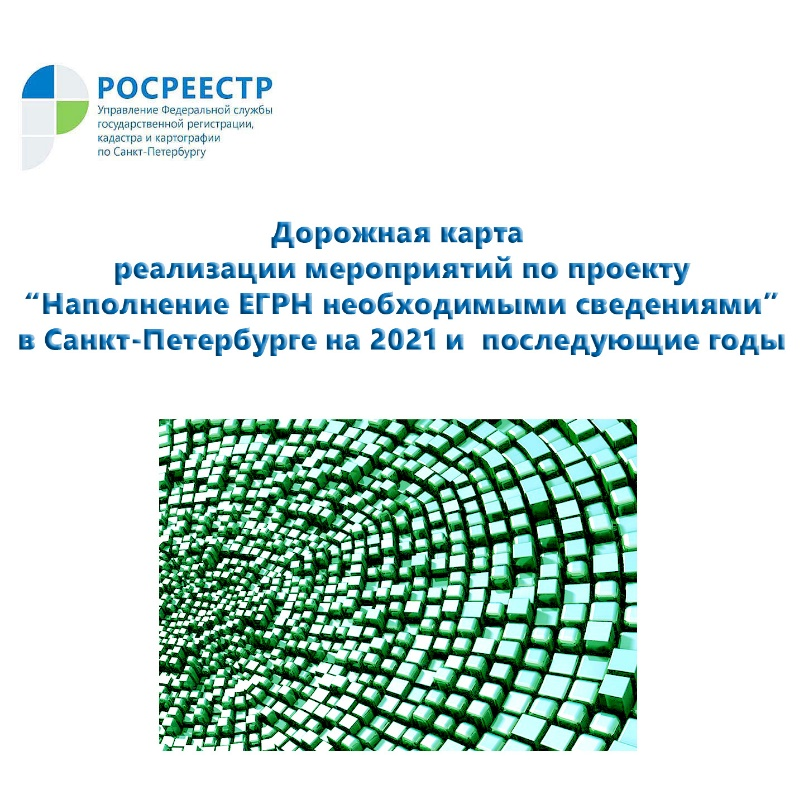 РОСРЕЕСТР
Управление Федеральной службы
государственной регистрации,
кадастра и картографии
по Санкт-Петербургу
Дорожная карта
реализации мероприятий по проекту
“Наполнение ЕГРН необходимыми сведениями”
в Санкт-Петербурге на 2021 и последующие годы